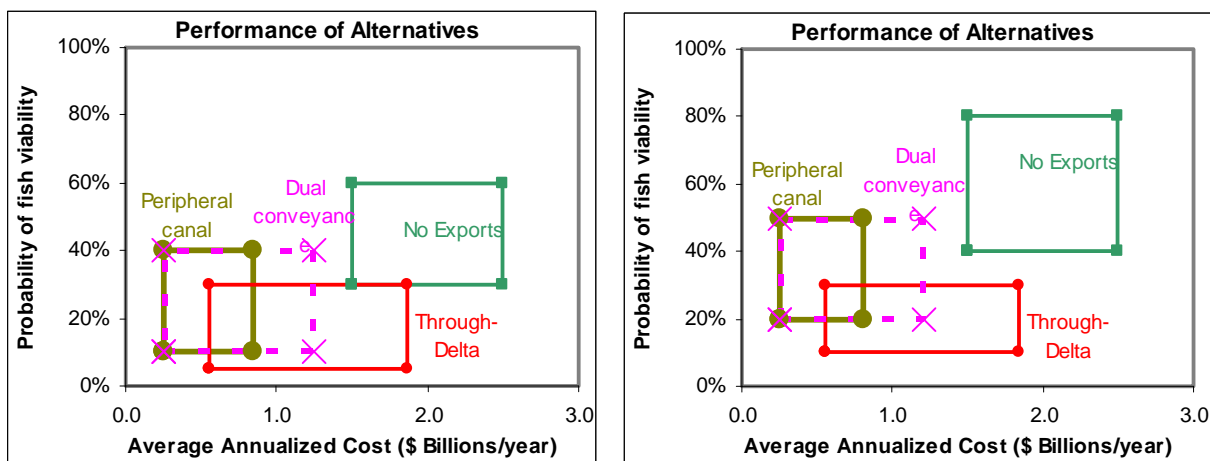 Performance of Alternatives
Probability of fish viability
100%
80%
60%
40%
20%
0%
Peripheral
canal
Dual
conveyanc
e
No Exports
Through-
Delta
0.0 1.0 2.0 3.0
Average Annualized Cost ($ Billions/year)
Performance of Alternatives
Probability of fish viability
100%
80%
60%
40%
20%
0%
Peripheral
canal
Dual
conveyanc
e
No Exports
Through-
Delta
0.0 1.0 2.0 3.0
Average Annualized Cost ($ Billions/year)